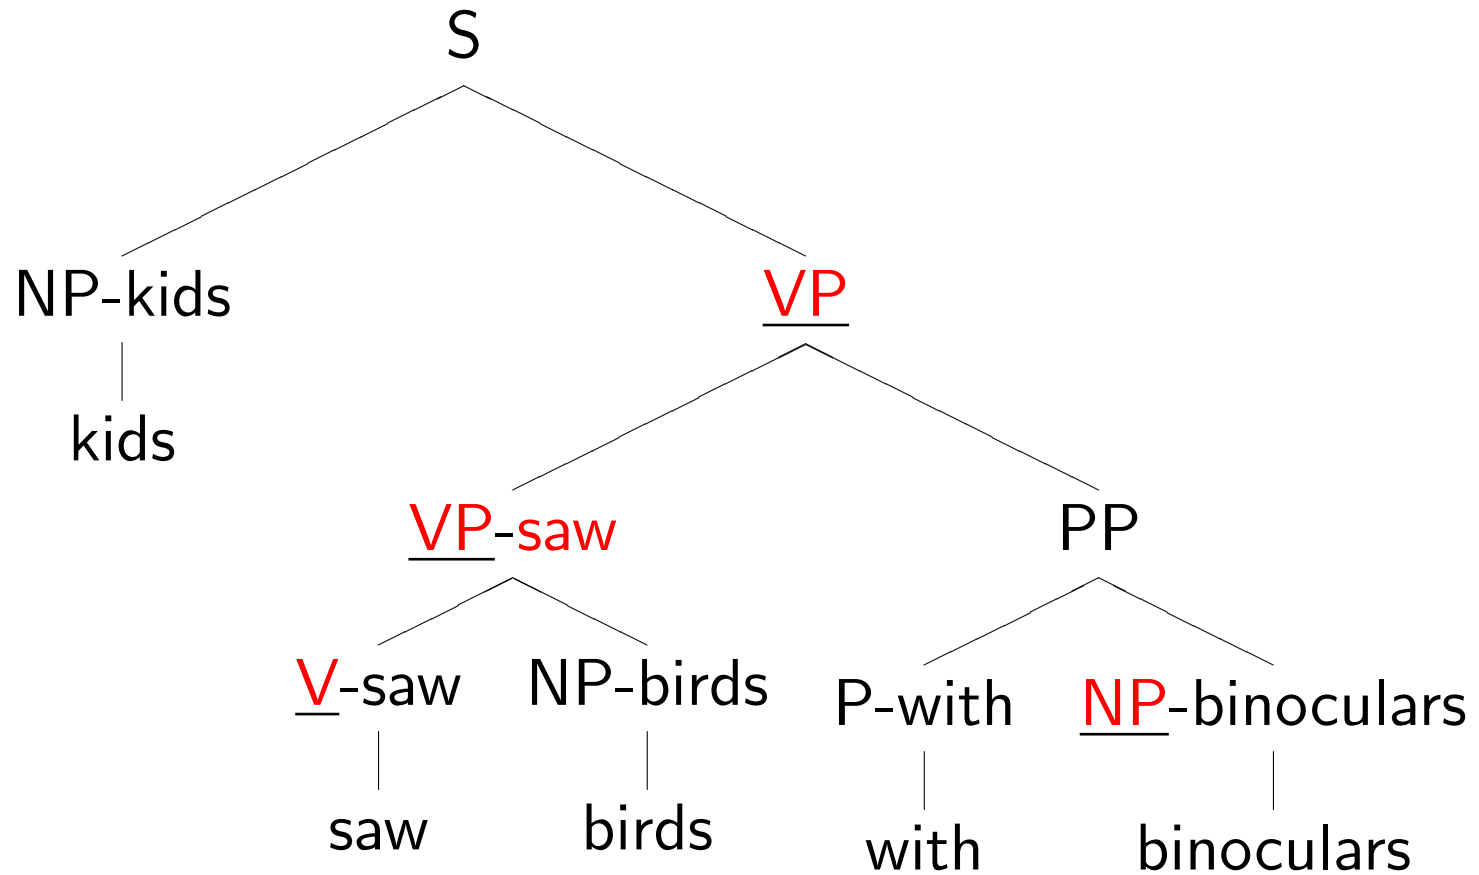 S
NP-kids VP
kids
VP-saw PP
V-saw NP-birds P-with NP-binoculars
saw birds with binoculars